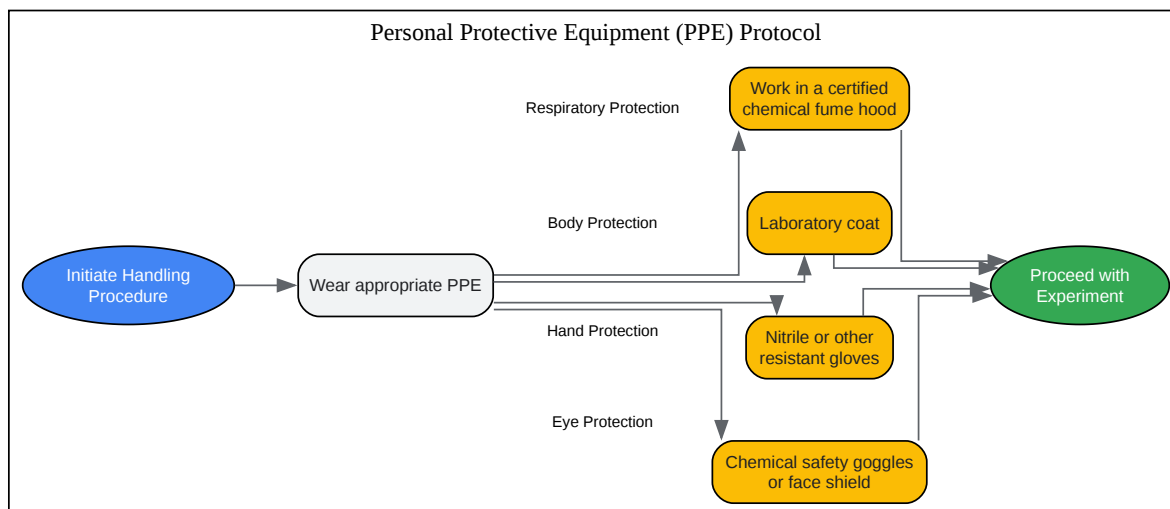 Personal Protective Equipment (PPE) Protocol
Respiratory Protection
Work in a certified
chemical fume hood
Body Protection
Laboratory coat
Initiate Handling
Procedure
Wear appropriate PPE
Proceed with
Experiment
Hand Protection
Nitrile or other
resistant gloves
Eye Protection
Chemical safety goggles
or face shield